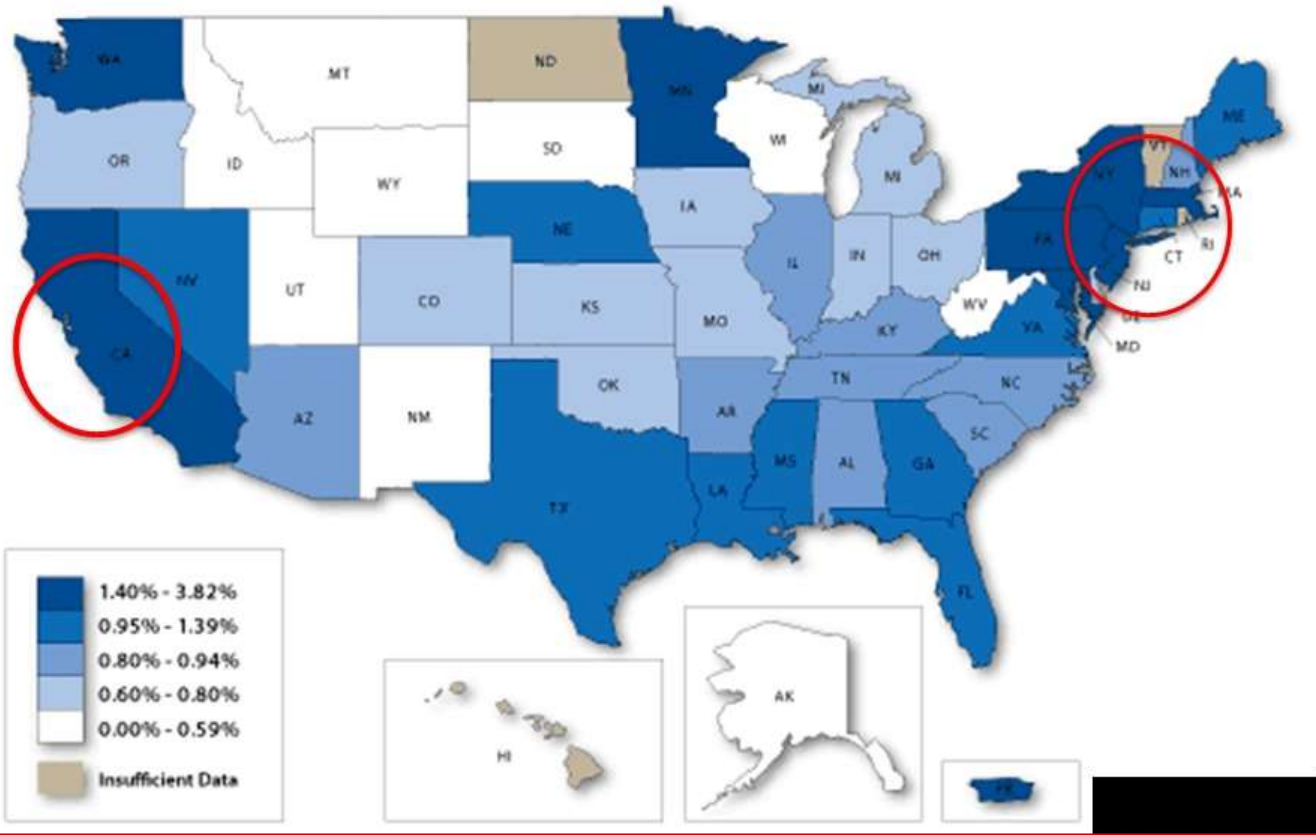 WA
MT
ND
MN
MI
ME
OR
ID
SD
WI
VT
NH
NY
MA
WY
MI
IA
NE
PA
RI
CT
NV
UT
CO
IL
IN
OH
NJ
KS
MO
WV
DE
CA
KY
VA
MD
OK
TN
NC
AZ
NM
AR
SC
MS
AL
GA
LA
TX
FL
1.40% - 3.82%
0.95% - 1.39%
0.80% - 0.94%
0.60% - 0.80%
0.00% - 0.59%
Insufficient Data
HI
AK
PR